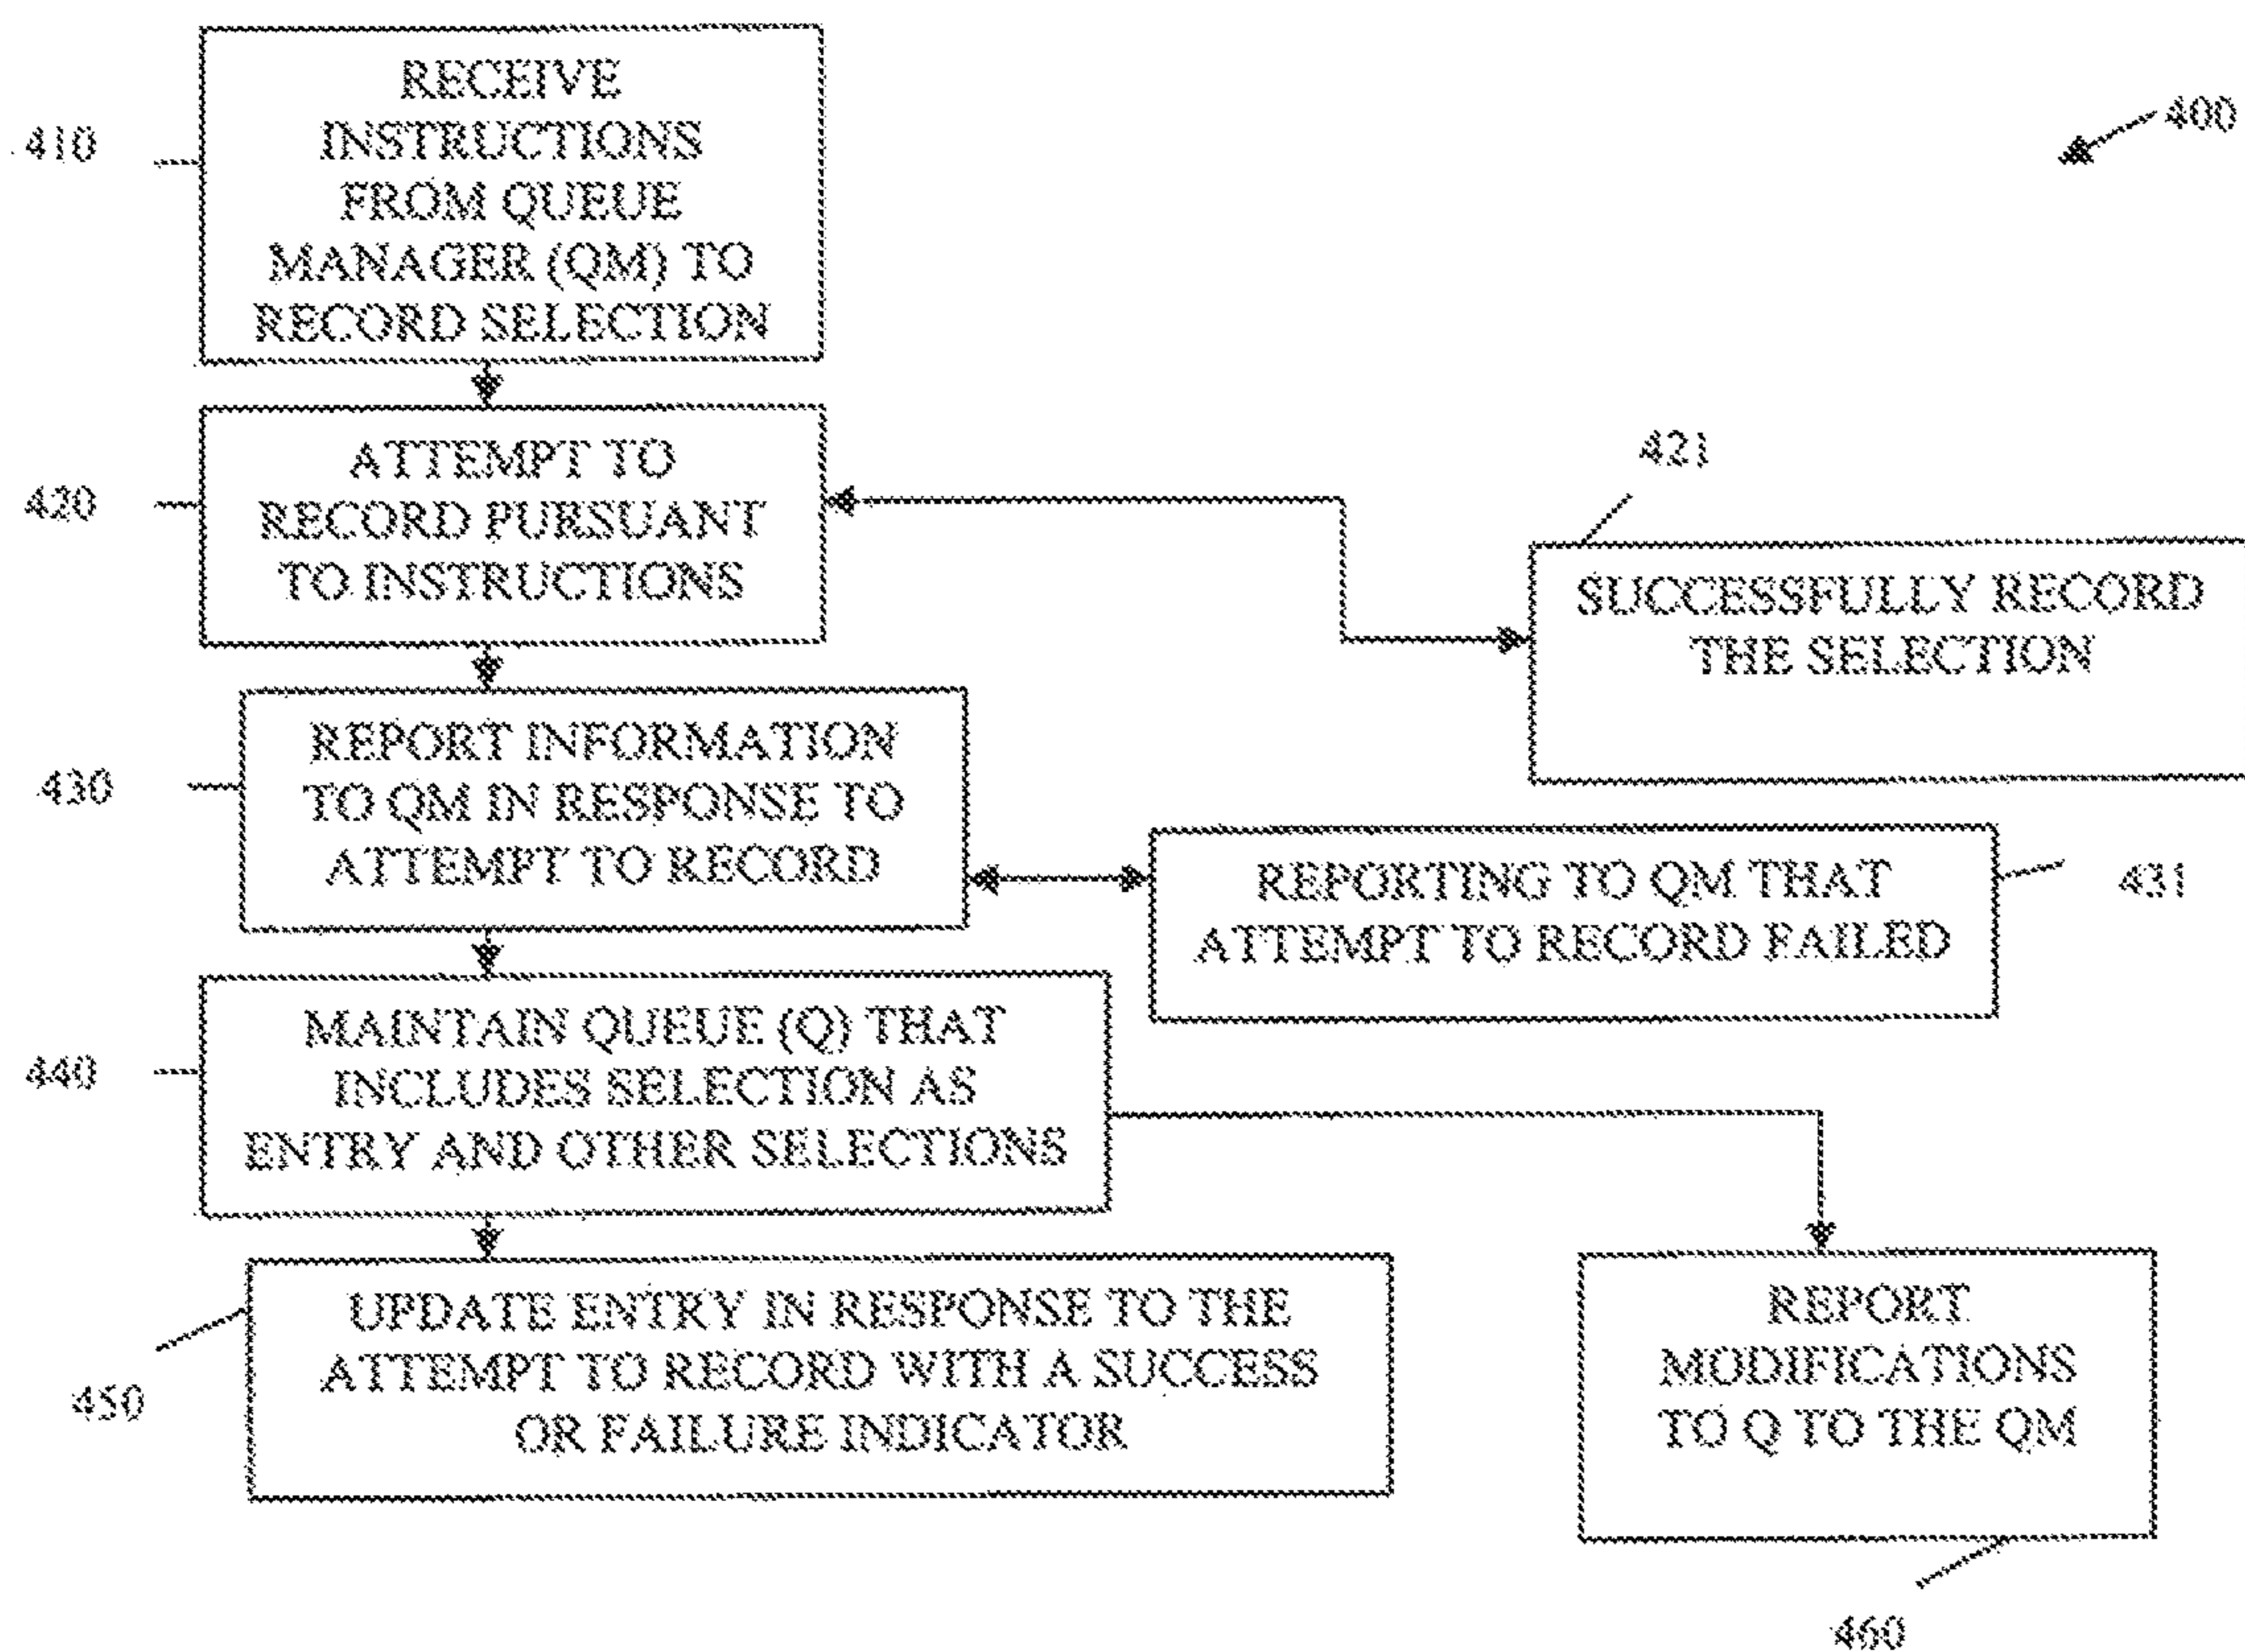 400
410
RECEIVE
INSTRUCTIONS
FROM QUEUE
MANAGER (QM) TO
RECORD SELECTION
420
ATTEMPT TO
RECORD PURSUANT
TO INSTRUCTIONS
421
SUCCESSFULLY RECORD
THE SELECTION
430
REPORT INFORMATION
TO QM IN RESPONSE TO
ATTEMPT TO RECORD
REPORTING TO QM THAT
ATTEMPT TO RECORD FAILED
431
440
MAINTAIN QUEUE (Q) THAT
INCLUDES SELECTION AS
ENTRY AND OTHER SELECTIONS
450
UPDATE ENTRY IN RESPONSE TO THE
ATTEMPT TO RECORD WITH A SUCCESS
OR FAILURE INDICATOR
REPORT
MODIFICATIONS
TO Q TO THE QM
460